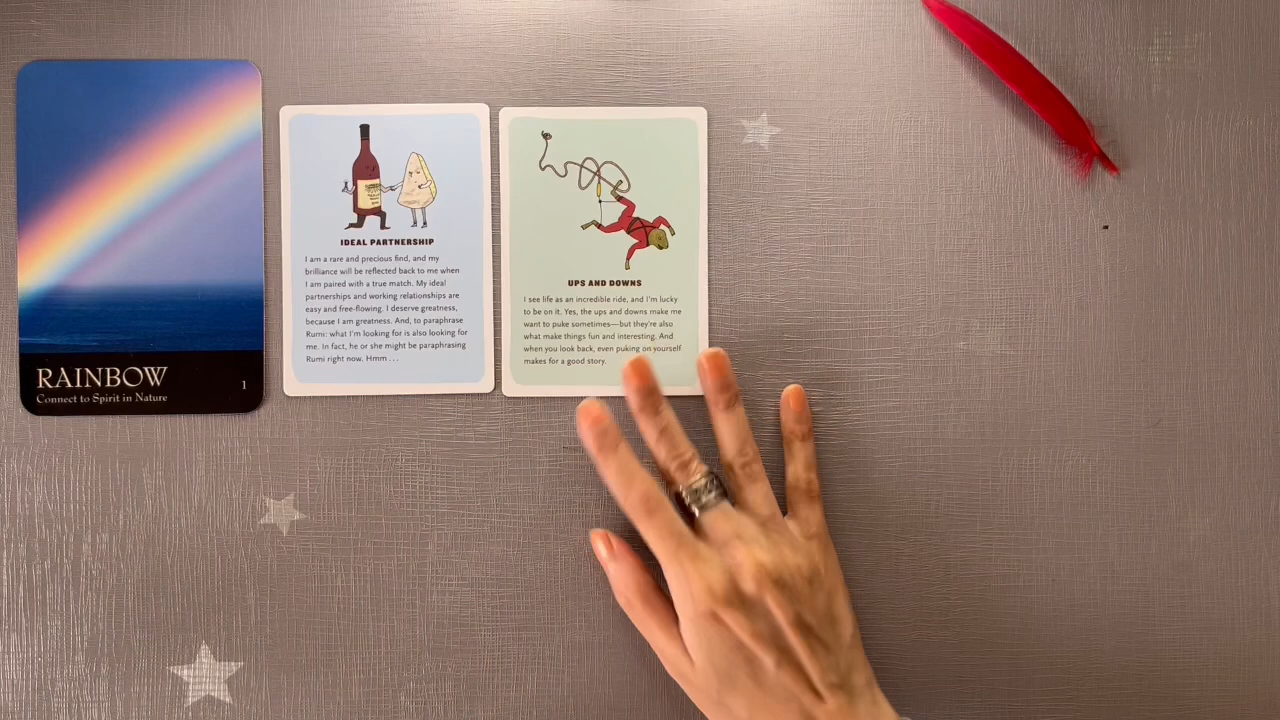 RAINBOW
Connect to Spirit in Nature
1
IDEAL PARTNERSHIP
I am a rare and precious find, and my
brilliance will be reflected back to me when
I am paired with a true match. My ideal
partnerships and working relationships are
easy and free-flowing. I deserve greatness,
because I am greatness. And, to paraphrase
Rumi: what I'm looking for is also looking for
me. In fact, he or she might be paraphrasing
Rumi right now. Hmm . . .
UPS AND DOWNS
I see life as an incredible ride, and I'm lucky
to be on it. Yes, the ups and downs make me
want to puke sometimes—but they're also
what make things fun and interesting. And
when you look back, even puking on yourself
makes for a good story.